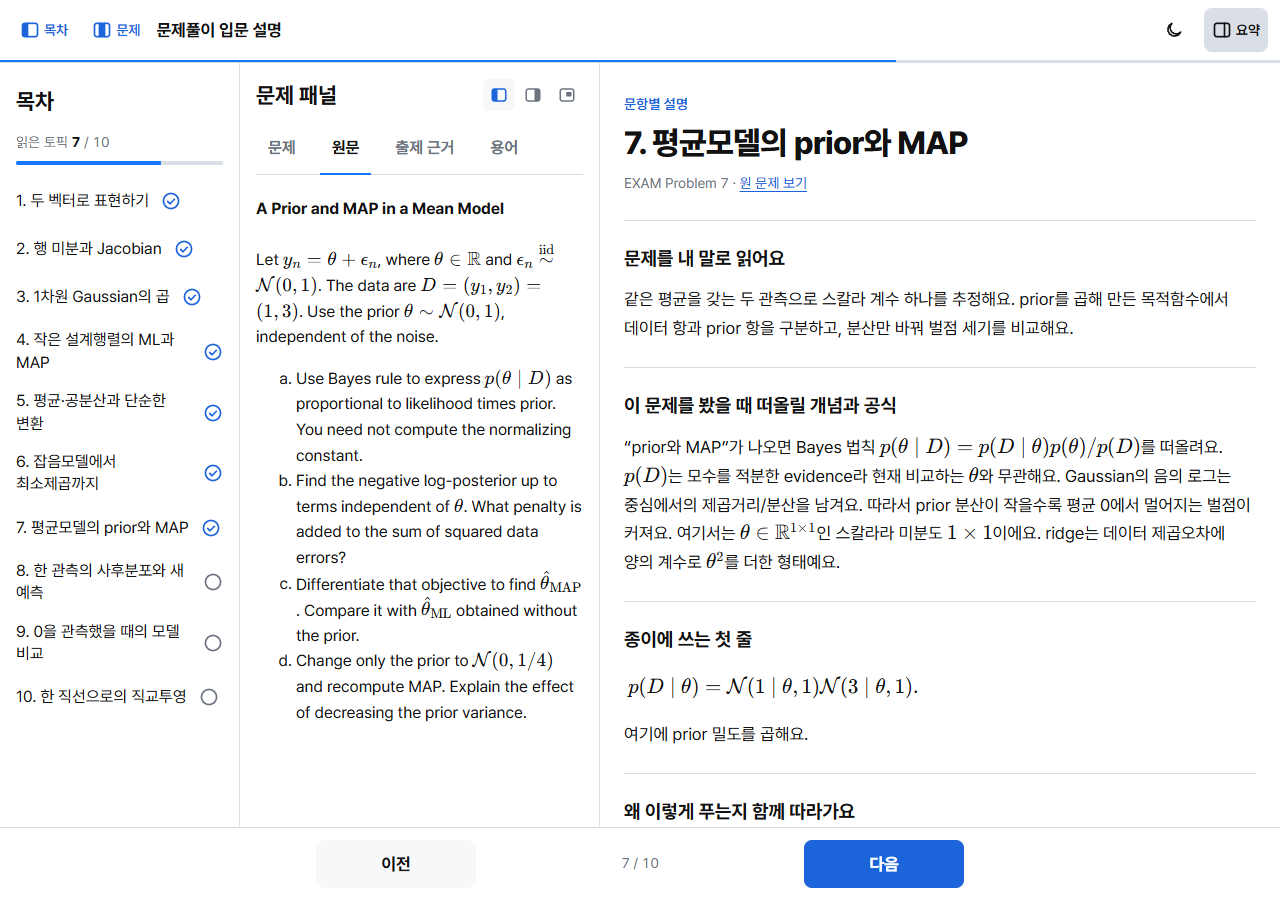 목차 문제 문제풀이 입문 설명 요약
목차
읽은 토픽 7 / 10
1. 두 벡터로 표현하기
2. 행 미분과 Jacobian
3. 1차원 Gaussian의 곱
4. 작은 설계행렬의 ML과
MAP
5. 평균·공분산과 단순한
변환
6. 잡음모델에서
최소제곱까지
7. 평균모델의 prior와 MAP
8. 한 관측의 사후분포와 새
예측
9. 0을 관측했을 때의 모델
비교
10. 한 직선으로의 직교투영
문제 패널
문제 원문 출제 근거 용어
A Prior and MAP in a Mean Model
Let yₙ = θ + ϵₙ, where θ ∈ ℝ and ϵₙ iid∼
𝒩(0, 1). The data are D = (y₁, y₂) =
(1, 3). Use the prior θ ∼ 𝒩(0, 1),
independent of the noise.
a. Use Bayes rule to express p(θ | D) as
proportional to likelihood times prior.
You need not compute the normalizing
constant.
b. Find the negative log-posterior up to
terms independent of θ. What penalty is
added to the sum of squared data
errors?
c. Differentiate that objective to find θ̂_MAP
. Compare it with θ̂_ML obtained without
the prior.
d. Change only the prior to 𝒩(0, 1/4)
and recompute MAP. Explain the effect
of decreasing the prior variance.
문항별 설명
7. 평균모델의 prior와 MAP
EXAM Problem 7 · 원 문제 보기
문제를 내 말로 읽어요
같은 평균을 갖는 두 관측으로 스칼라 계수 하나를 추정해요. prior를 곱해 만든 목적함수에서
데이터 항과 prior 항을 구분하고, 분산만 바꿔 벌점 세기를 비교해요.
이 문제를 봤을 때 떠올릴 개념과 공식
“prior와 MAP”가 나오면 Bayes 법칙 p(θ | D) = p(D | θ)p(θ)/p(D)를 떠올려요.
p(D)는 모수를 적분한 evidence라 현재 비교하는 θ와 무관해요. Gaussian의 음의 로그는
중심에서의 제곱거리/분산을 남겨요. 따라서 prior 분산이 작을수록 평균 0에서 멀어지는 벌점이
커져요. 여기서는 θ ∈ ℝ¹ˣ¹인 스칼라라 미분도 1 × 1이에요. ridge는 데이터 제곱오차에
양의 계수로 θ²를 더한 형태예요.
종이에 쓰는 첫 줄
p(D | θ) = 𝒩(1 | θ, 1)𝒩(3 | θ, 1).
여기에 prior 밀도를 곱해요.
왜 이렇게 푸는지 함께 따라가요
이전 7 / 10 다음